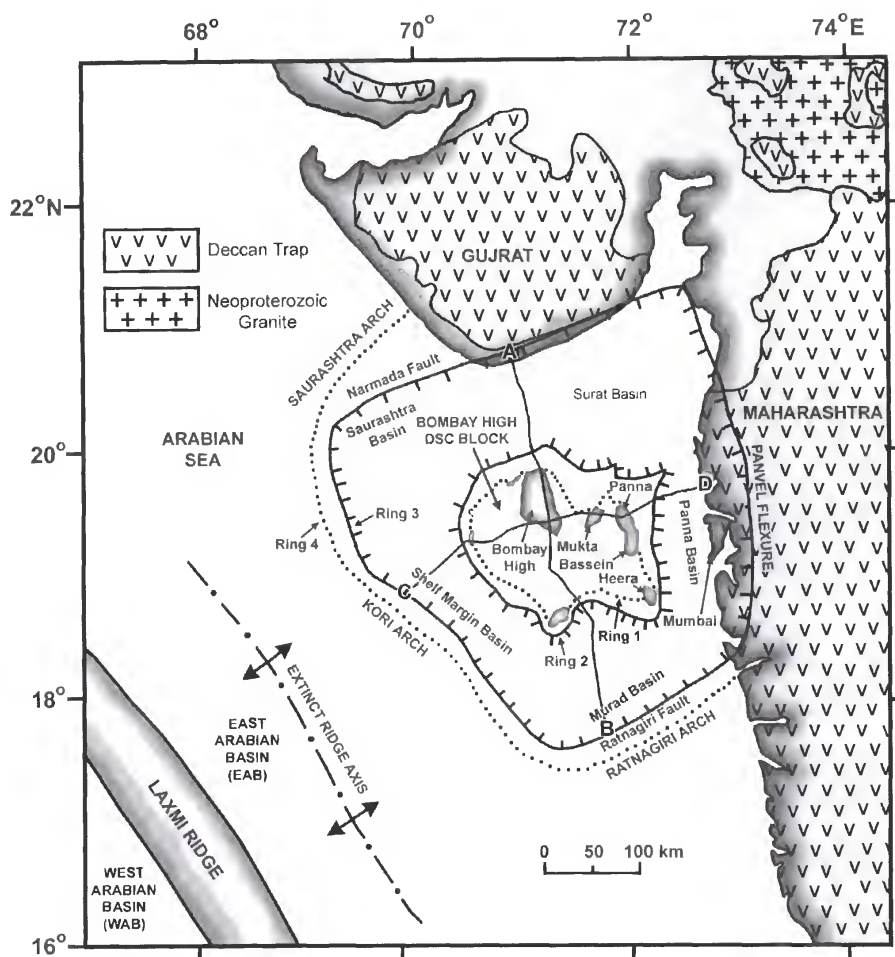 68° 70° 72° 74°E
22°N
20°
18°
16°
Deccan Trap
Neoproterozoic
Granite
GUJRAT
SAURASHTRA ARCH
Narmada Fault
A
Surat Basin
Saurashtra
Basin
BOMBAY HIGH
DSC BLOCK
MAHARASHTRA
ARABIAN
SEA
PANVEL FLEXURE
D
Panna
Ring 3
Ring 4
Bombay
High
Mukta
Bassein
Heera
Panna Basin
Mumbai
C
Shelf Margin Basin
KORI ARCH
Ring 2
Ring 1
Murad Basin
B
Ratnagiri Fault
RATNAGIRI ARCH
EXTINCT RIDGE AXIS
EAST
ARABIAN
BASIN
(EAB)
LAXMI RIDGE
WEST
ARABIAN
BASIN
(WAB)
0 50 100 km